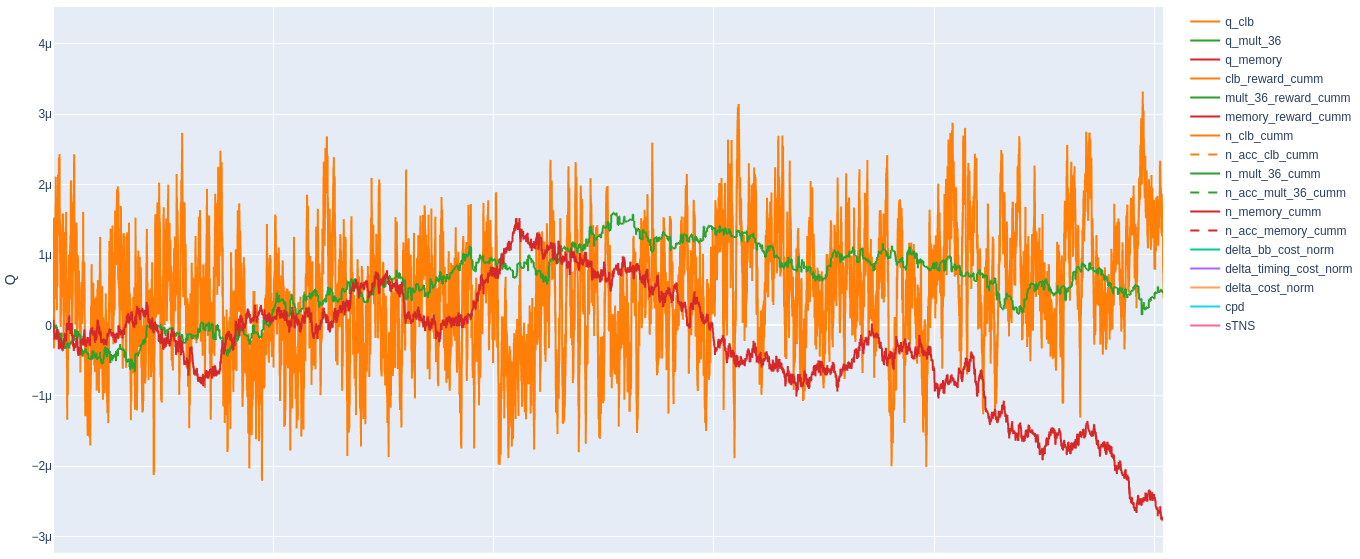 4μ
3μ
2μ
1μ
0
−1μ
−2μ
−3μ
Q
q_clb
q_mult_36
q_memory
clb_reward_cumm
mult_36_reward_cumm
memory_reward_cumm
n_clb_cumm
n_acc_clb_cumm
n_mult_36_cumm
n_acc_mult_36_cumm
n_memory_cumm
n_acc_memory_cumm
delta_bb_cost_norm
delta_timing_cost_norm
delta_cost_norm
cpd
sTNS